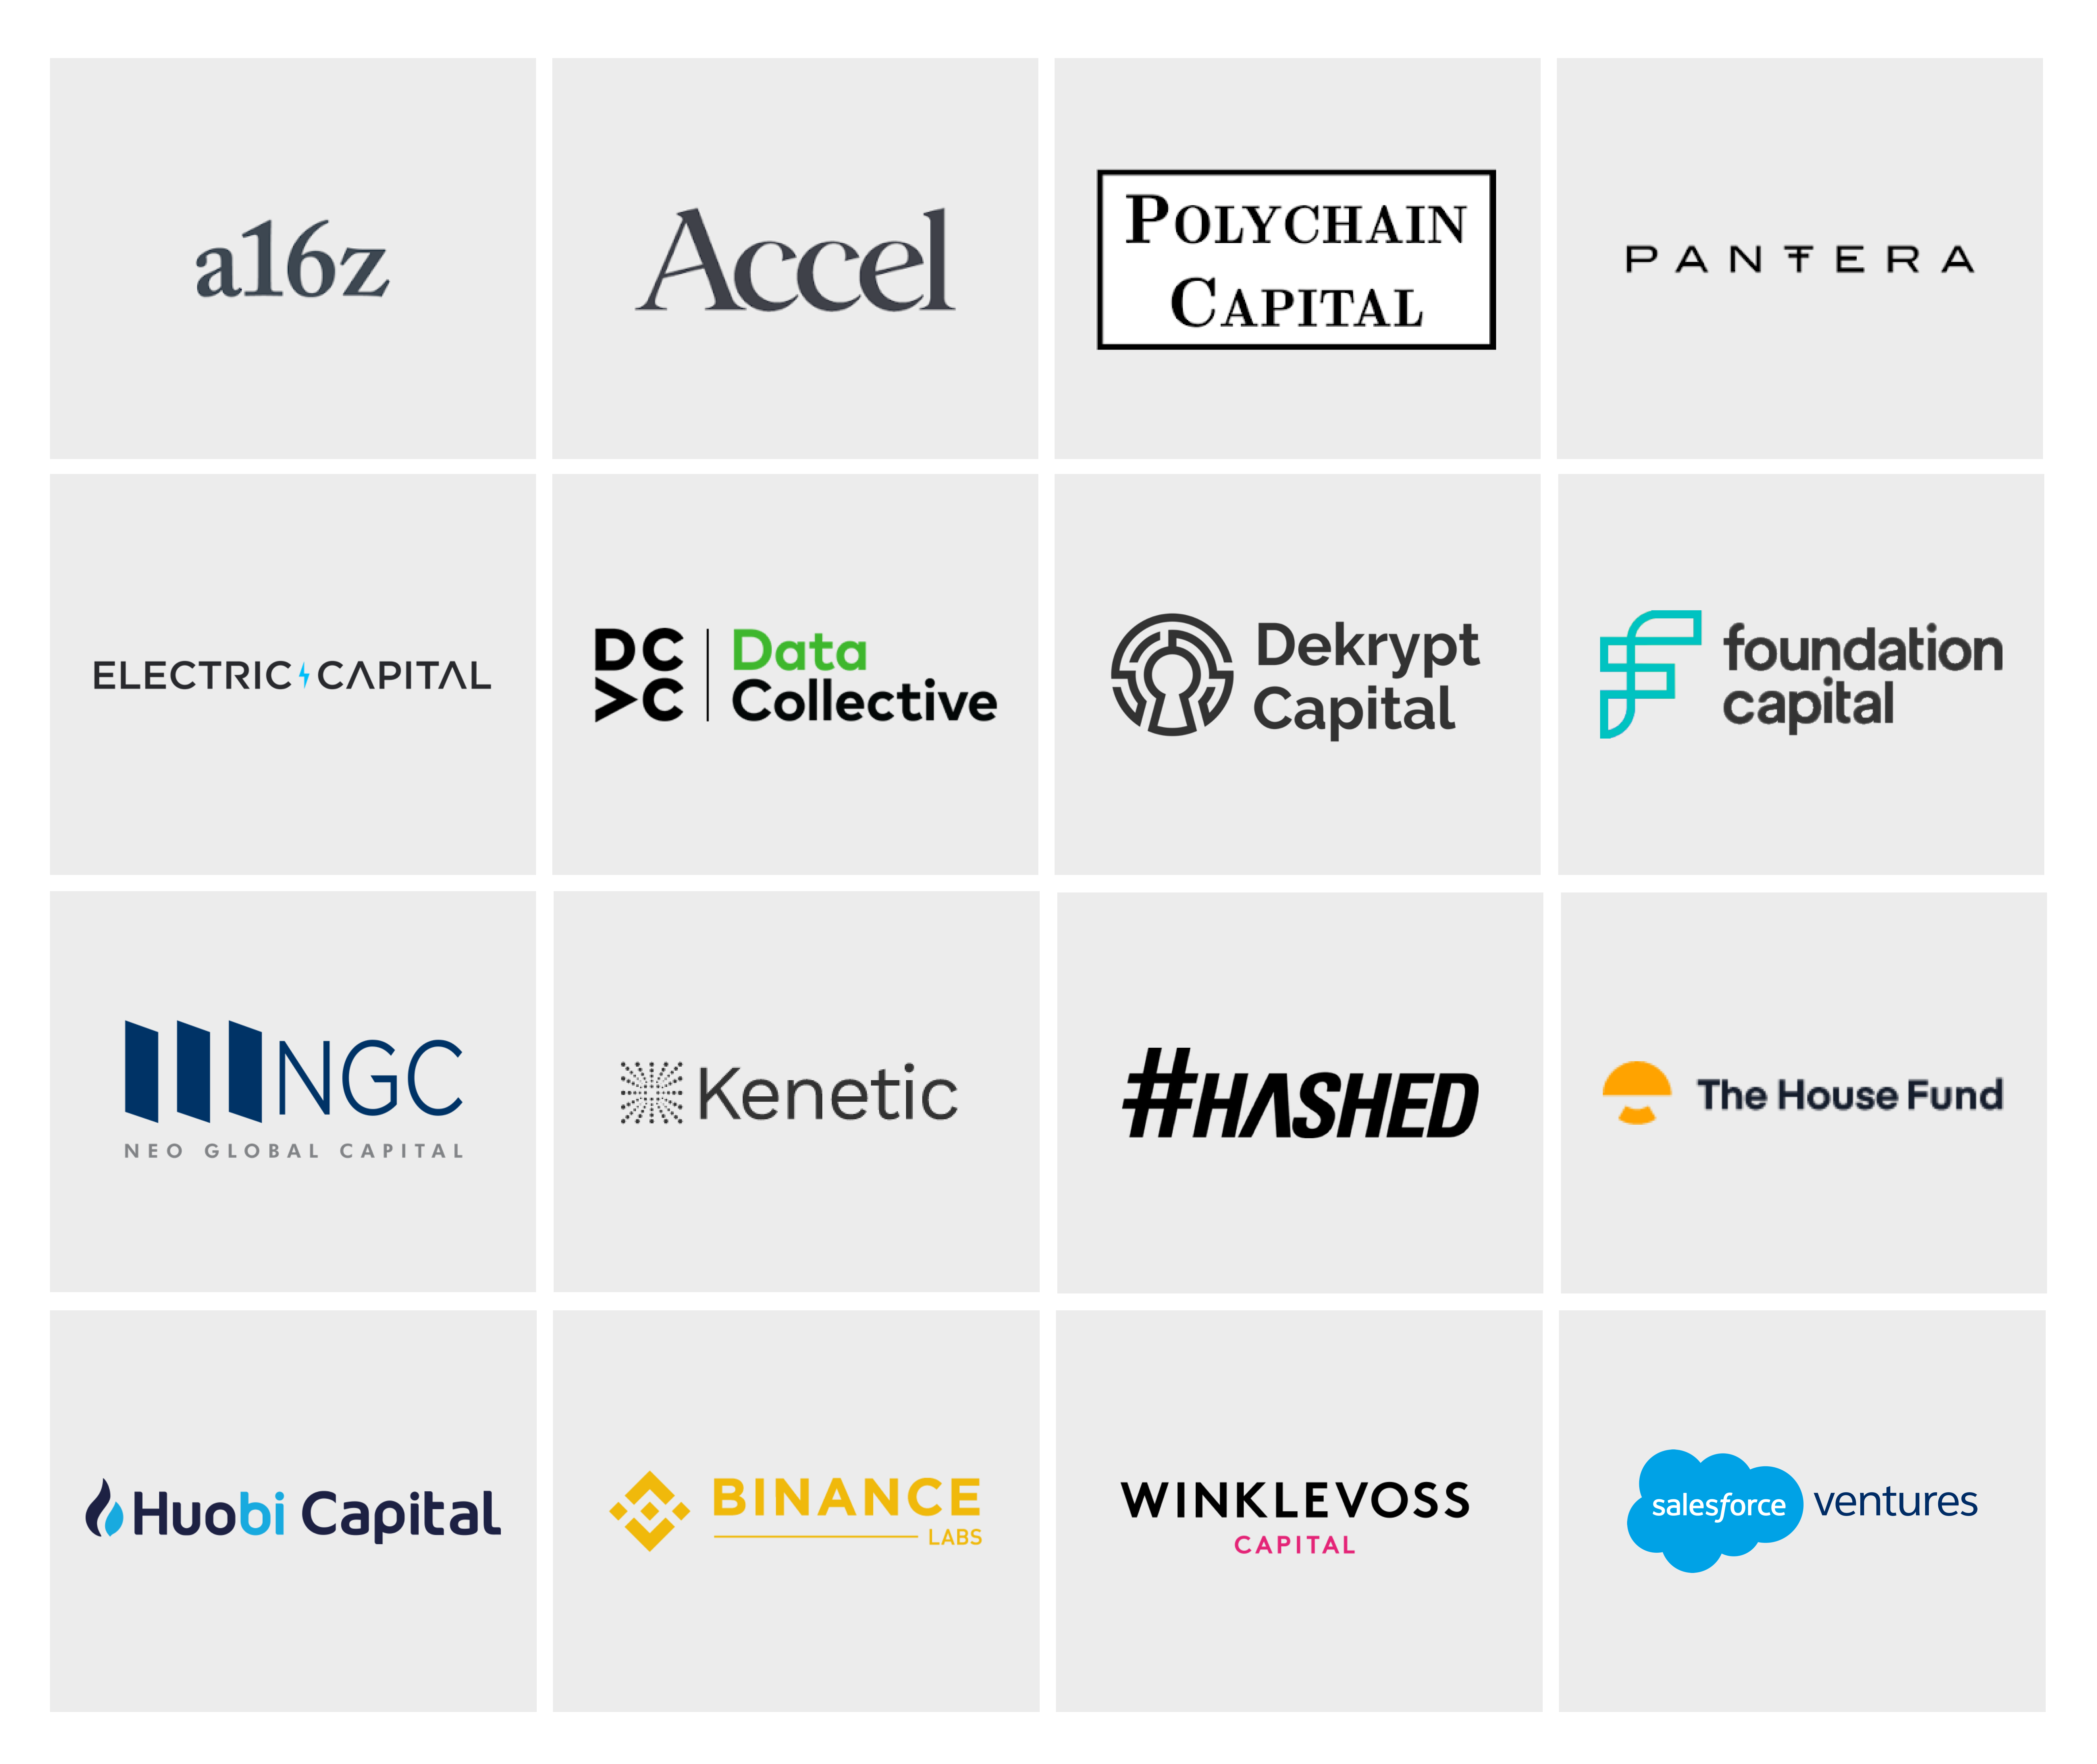 a16z
Accel
POLYCHAIN
CAPITAL
PANTERA
ELECTRIC CAPITAL
DC
VC
Data
Collective
Dekrypt
Capital
foundation
capital
NGC
NEO GLOBAL CAPITAL
Kenetic
#HASHED
The House Fund
Huobi Capital
BINANCE
LABS
WINKLEVOSS
CAPITAL
salesforce ventures